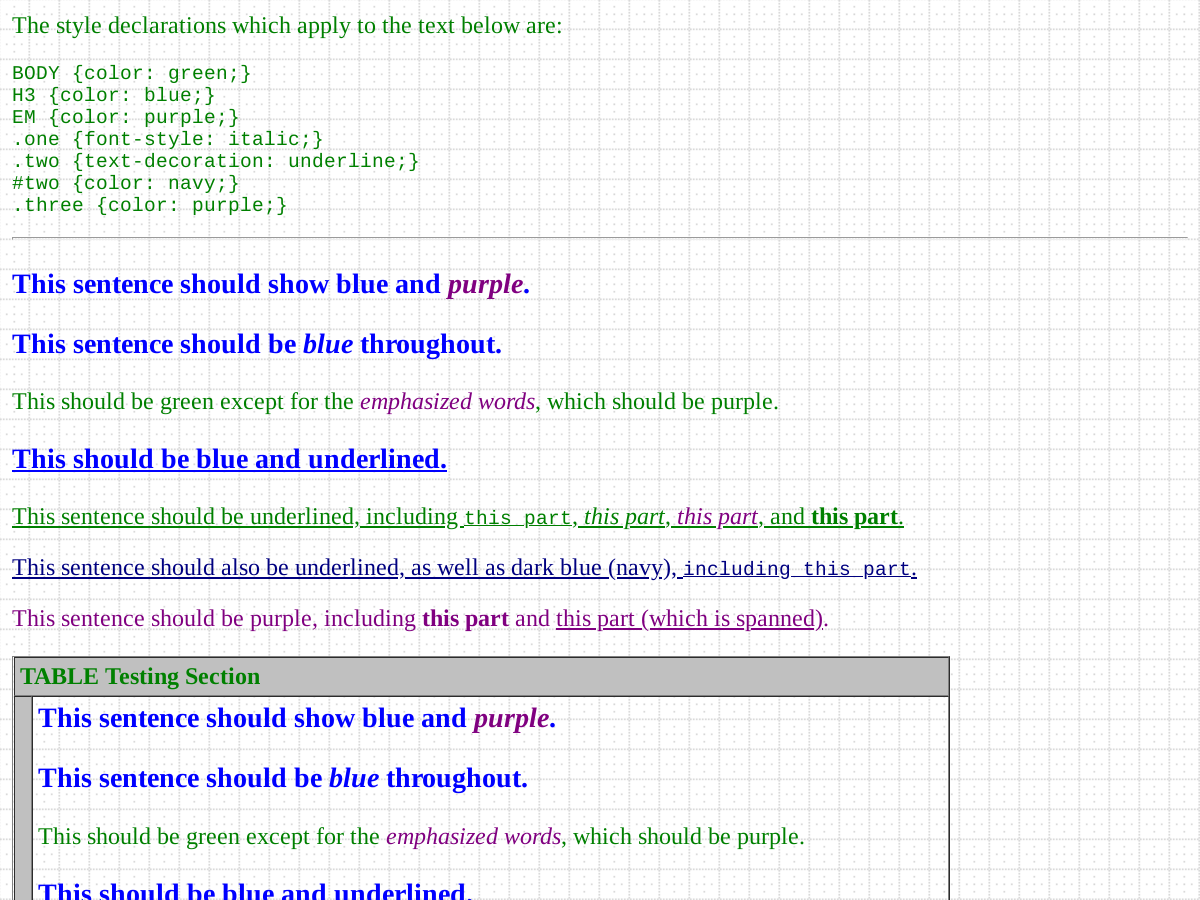 The style declarations which apply to the text below are:
BODY {color: green;}
H3 {color: blue;}
EM {color: purple;}
.one {font-style: italic;}
.two {text-decoration: underline;}
#two {color: navy;}
.three {color: purple;}
This sentence should show blue and purple.
This sentence should be blue throughout.
This should be green except for the emphasized words, which should be purple.
This should be blue and underlined.
This sentence should be underlined, including this part, this part, this part, and this part.
This sentence should also be underlined, as well as dark blue (navy), including this part.
This sentence should be purple, including this part and this part (which is spanned).
TABLE Testing Section
This sentence should show blue and purple.
This sentence should be blue throughout.
This should be green except for the emphasized words, which should be purple.
This should be blue and underlined.